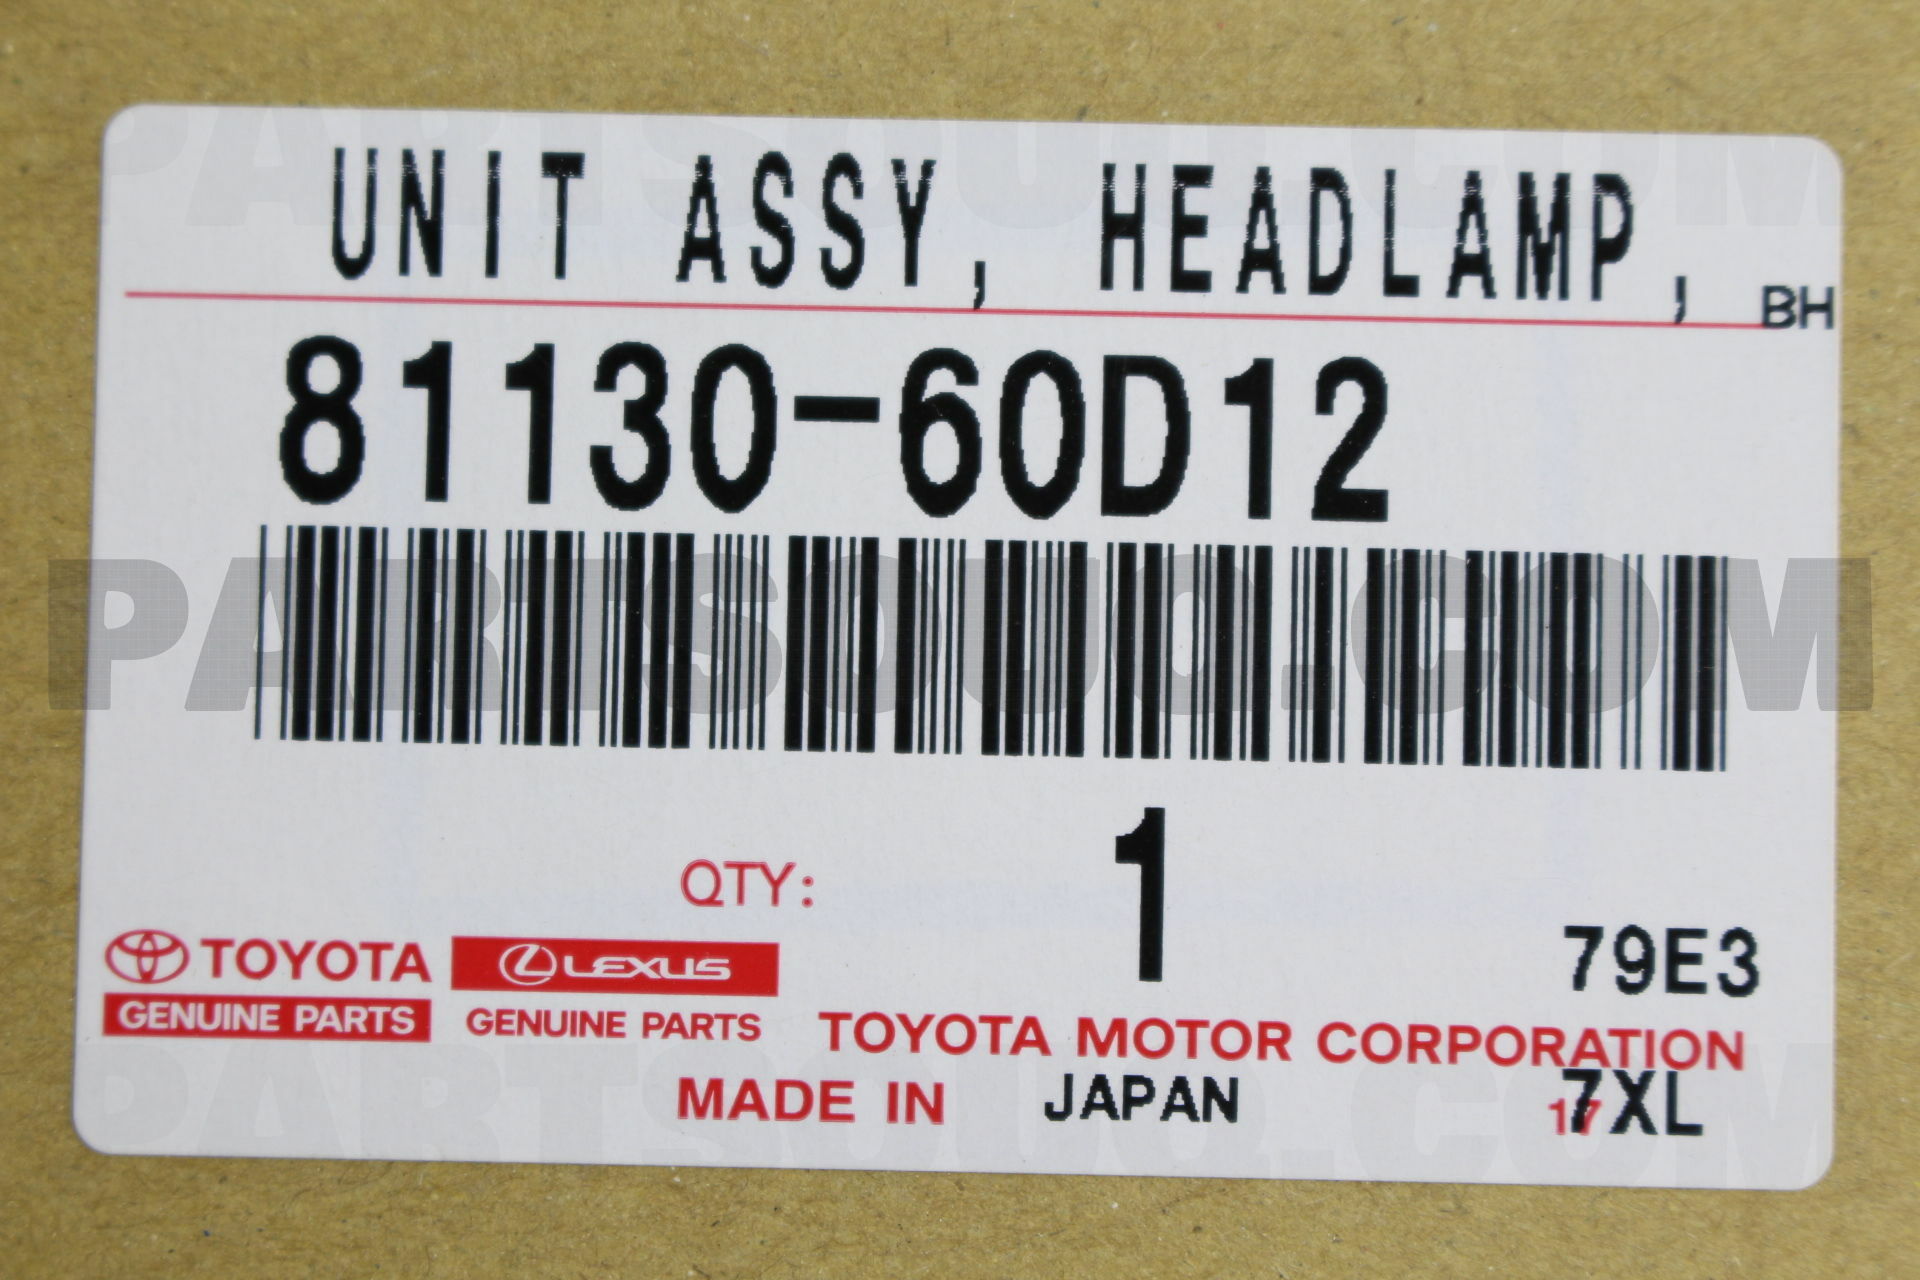 UNIT ASSY, HEADLAMP,
BH
81130-60D12
PARTSOUQ.COM
QTY: 1
79E3
TOYOTA LEXUS
GENUINE PARTS GENUINE PARTS
TOYOTA MOTOR CORPORATION
MADE IN JAPAN
17 7XL